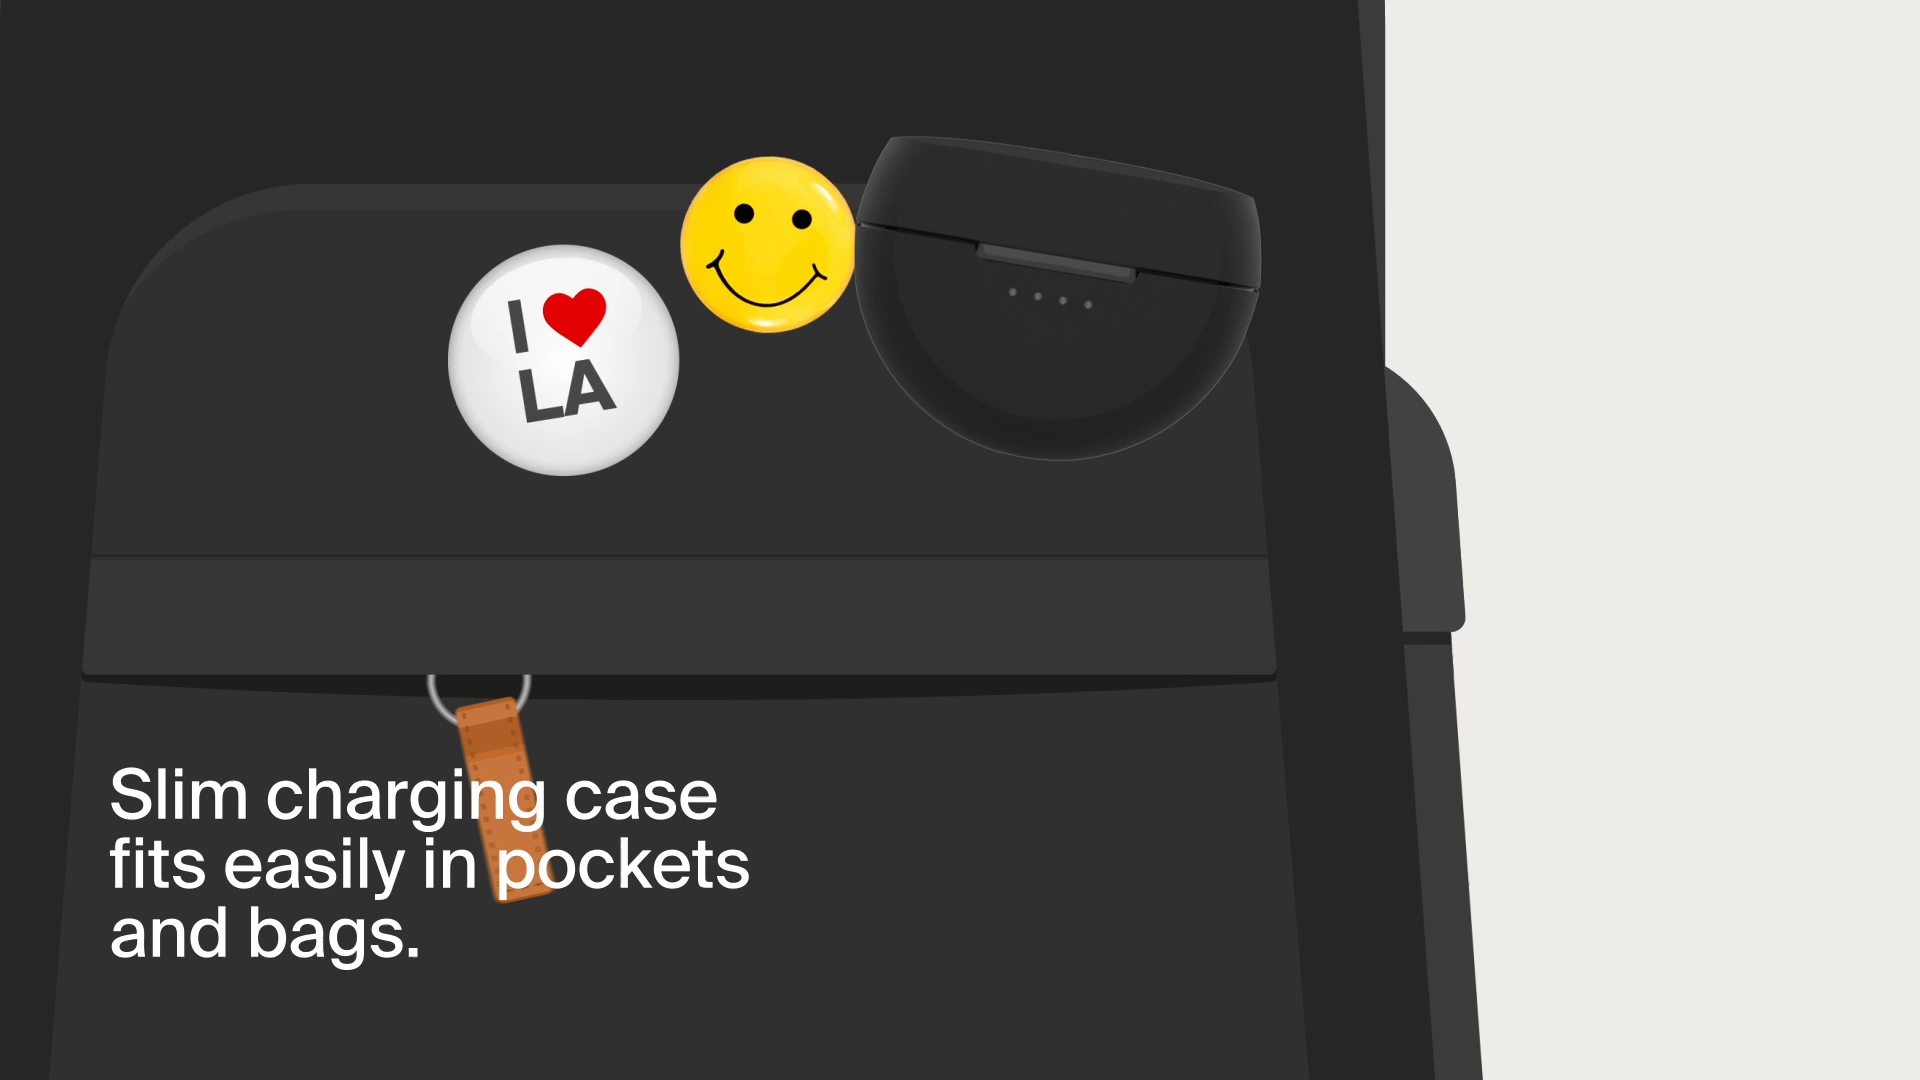 I ❤
LA
Slim charging case
fits easily in pockets
and bags.